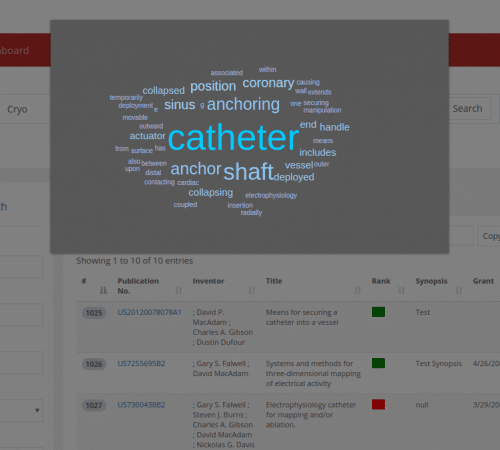 board
Cryo
Search
h
Copy
associated
within
collapsed
position
coronary
causing
wall
extends
temporarily
deployment
e
sinus
g
anchoring
one
securing
manipulation
movable
outward
actuator
catheter
end
handle
means
from
surface
has
includes
also
between
upon
distal
anchor
shaft
vessel
outer
deployed
contacting
cardiac
collapsing
electrophysiology
coupled
insertion
radially
Showing 1 to 10 of 10 entries
# Publication No. Inventor Title Rank Synopsis Grant
1025 US20120078078A1 ; David P. Means for securing a Test
MacAdam ; catheter into a vessel
Charles A. Gibson
; Dustin Dufour
1026 US7255695B2 ; Gary S. Falwell ; Systems and methods for Test Synopsis 4/26/20
David MacAdam three-dimensional mapping
of electrical activity
1027 US7300438B2 ; Gary S. Falwell ; Electrophysiology catheter null 3/29/20
Steven J. Burns ; for mapping and/or
Charles A. Gibson ablation.
; David MacAdam
; Nickolas G. Davis